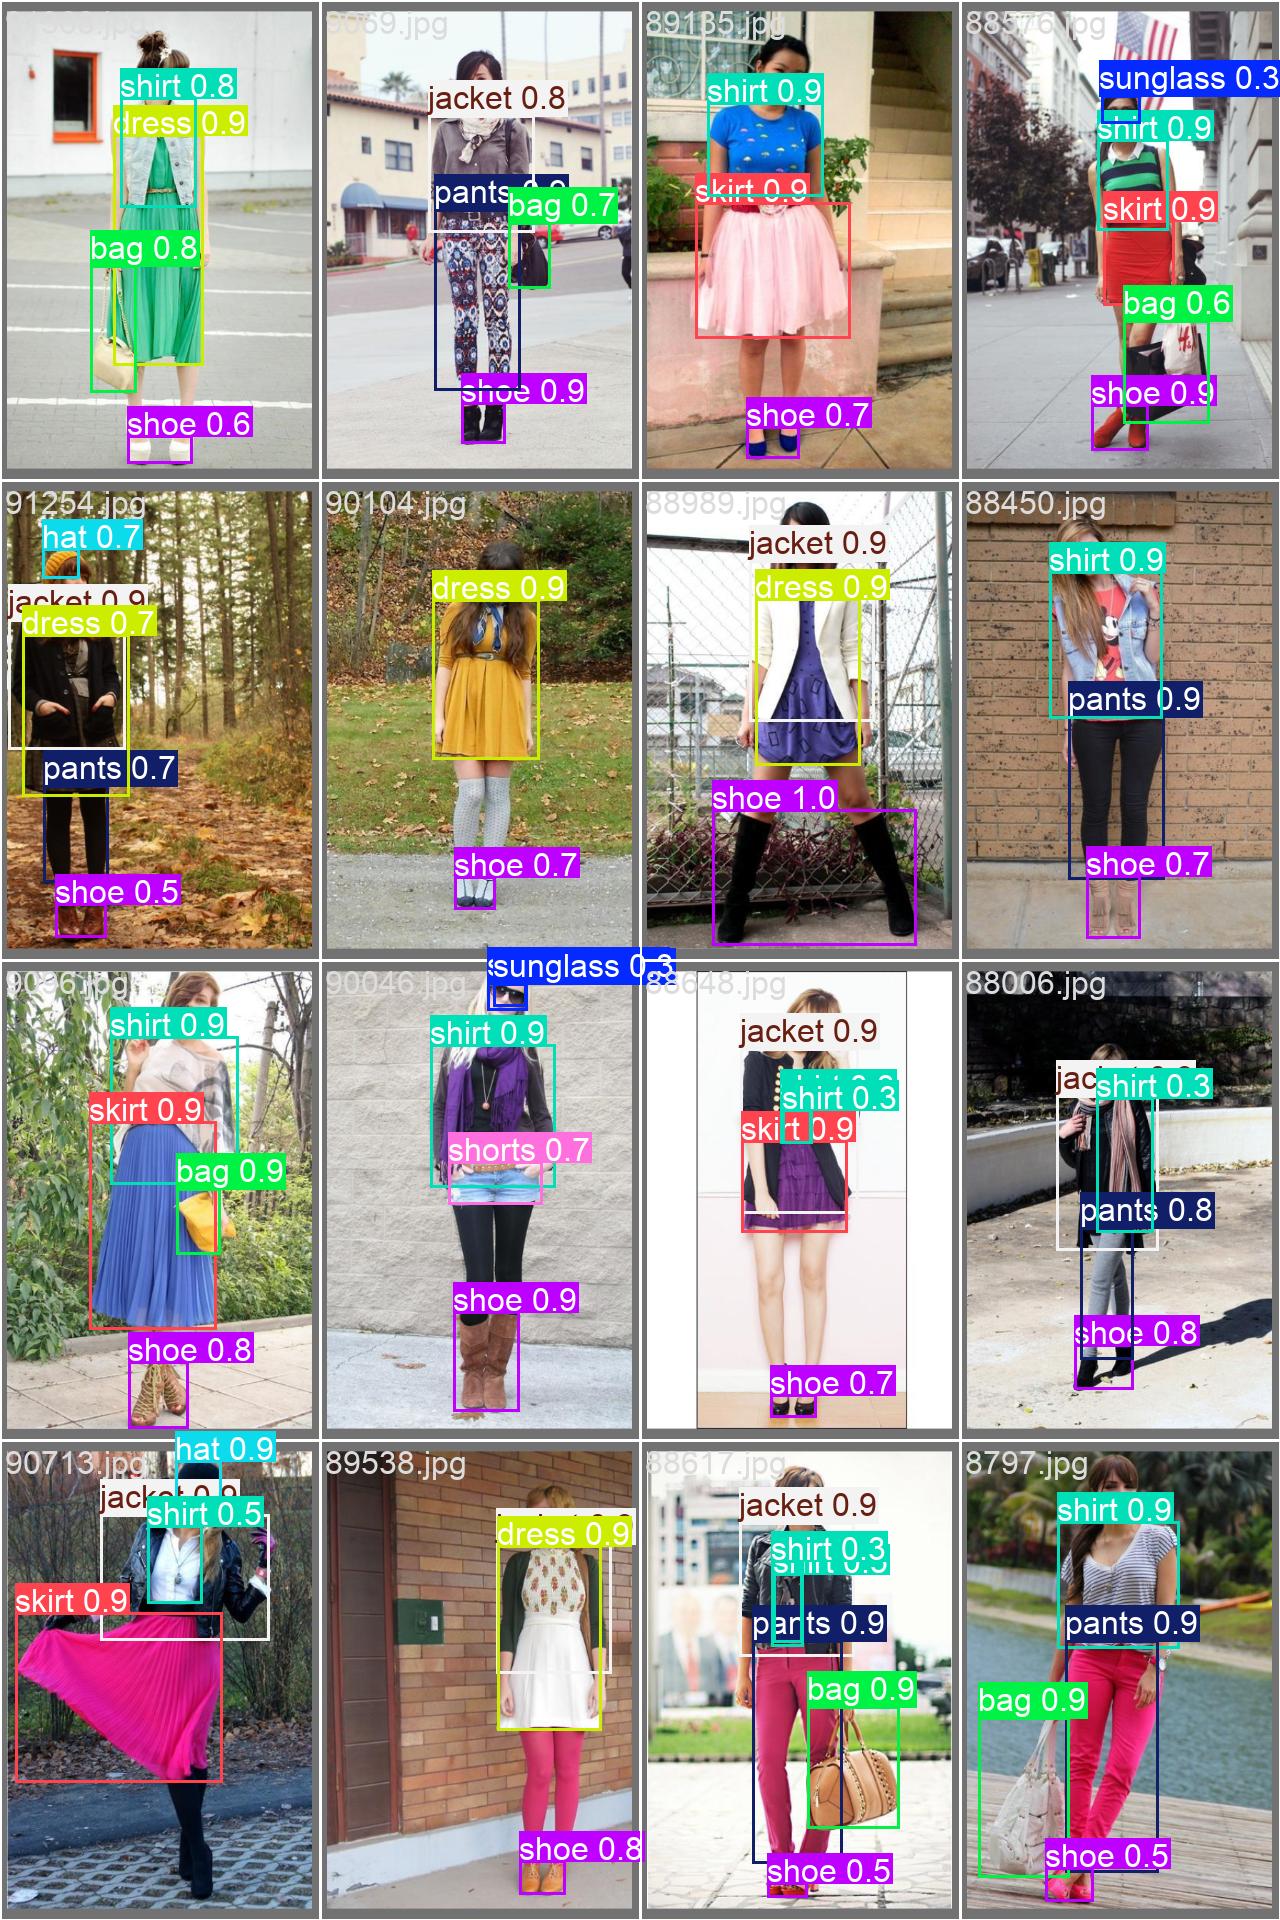 shirt 0.8
dress 0.9
bag 0.8
shoe 0.6
jacket 0.8
pants
bag 0.7
shoe 0.9
89135.jpg
shirt 0.9
skirt 0.9
shoe 0.7
sunglass 0.3
shirt 0.9
skirt 0.9
bag 0.6
shoe 0.9
91254.jpg
hat 0.7
jacket 0.9
dress 0.7
pants 0.7
shoe 0.5
90104.jpg
dress 0.9
shoe 0.7
88989.jpg
jacket 0.9
dress 0.9
shoe 1.0
88450.jpg
shirt 0.9
pants 0.9
shoe 0.7
shirt 0.9
skirt 0.9
bag 0.9
shoe 0.8
sunglass 0.3
shirt 0.9
shorts 0.7
shoe 0.9
jacket 0.9
shirt 0.3
skirt 0.9
shoe 0.7
88006.jpg
shirt 0.3
pants 0.8
shoe 0.8
90713.jpg
hat 0.9
shirt 0.5
skirt 0.9
89538.jpg
dress 0.9
shoe 0.8
88617.jpg
jacket 0.9
shirt 0.3
pants 0.9
bag 0.9
shoe 0.5
8797.jpg
shirt 0.9
pants 0.9
bag 0.9
shoe 0.5